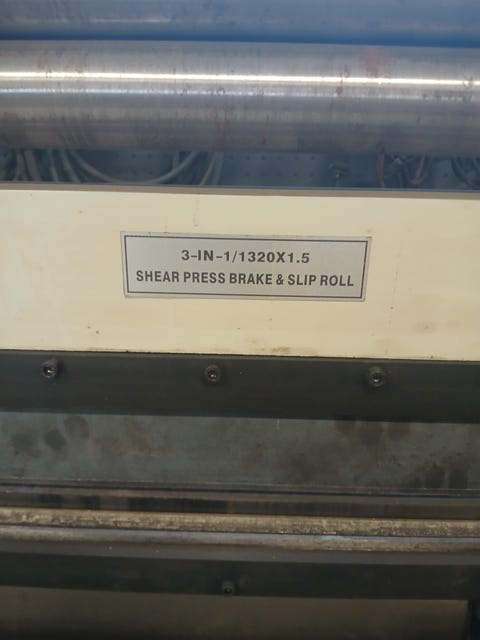 3-IN-1/1320X1.5
SHEAR PRESS BRAKE & SLIP ROLL